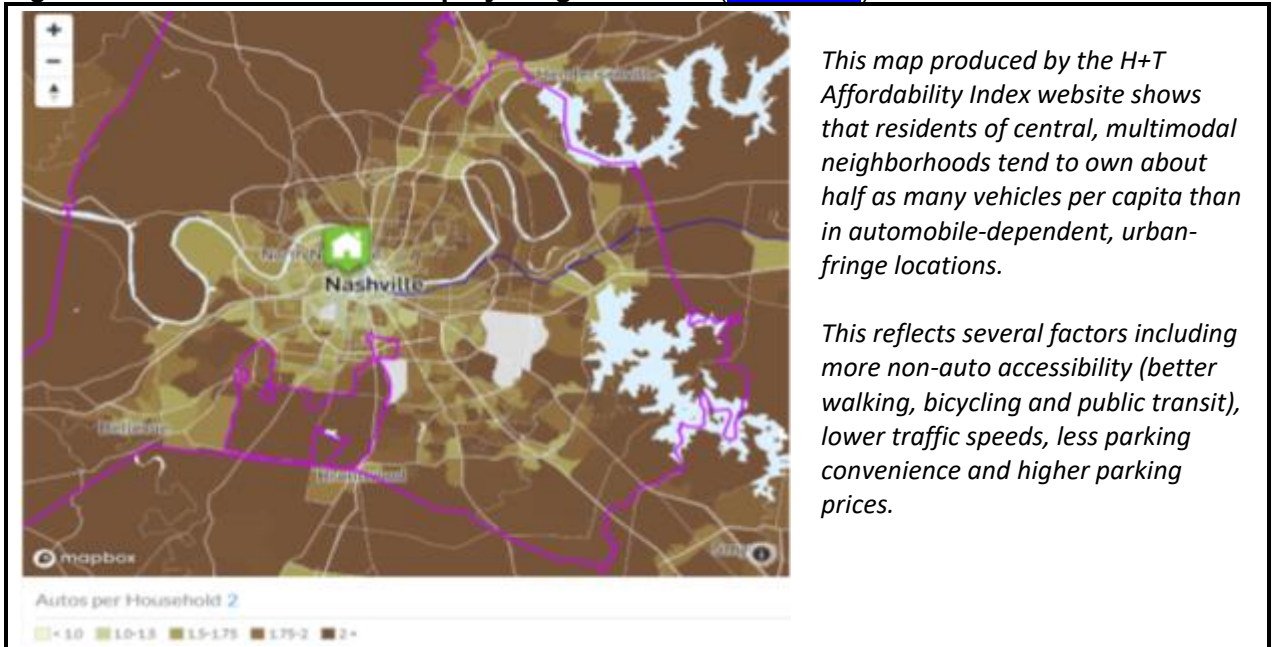 This map produced by the H+T
Affordability Index website shows
that residents of central, multimodal
neighborhoods tend to own about
half as many vehicles per capita than
in automobile-dependent, urban-
fringe locations.
This reflects several factors including
more non-auto accessibility (better
walking, bicycling and public transit),
lower traffic speeds, less parking
convenience and higher parking
prices.
Hendersonville
Nashville
Bellevue
Brentwood
mapbox
Autos per Household 2
< 1.0 1.0-1.5 1.5-1.75 1.75-2 2 +